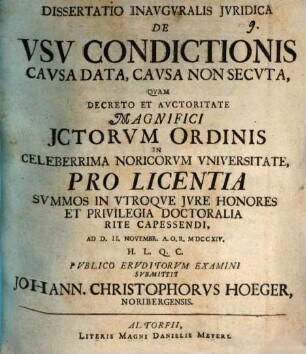 DISSERTATIO INAVGVRALIS JVRIDICA
DE 9.
VSV CONDICTIONIS
CAVSA DATA, CAVSA NON SECVTA,
QVAM
DECRETO ET AVCTORITATE
MAGNIFICI
JCTORVM ORDINIS
IN
CELEBERRIMA NORICORVM VNIVERSITATE,
PRO LICENTIA
SVMMOS IN VTROQVE JVRE HONORES
ET PRIVILEGIA DOCTORALIA
RITE CAPESSENDI,
AD D. II. NOVEMBR. A. O. R. MDCCXIV.
H. L. Q. C.
PVBLICO ERVDITORVM EXAMINI
SVBMITTIT
JOHANN. CHRISTOPHORVS HOEGER,
NORIBERGENSIS.
ALTORFII,
LITERIS MAGNI DANIELIS MEYERI.